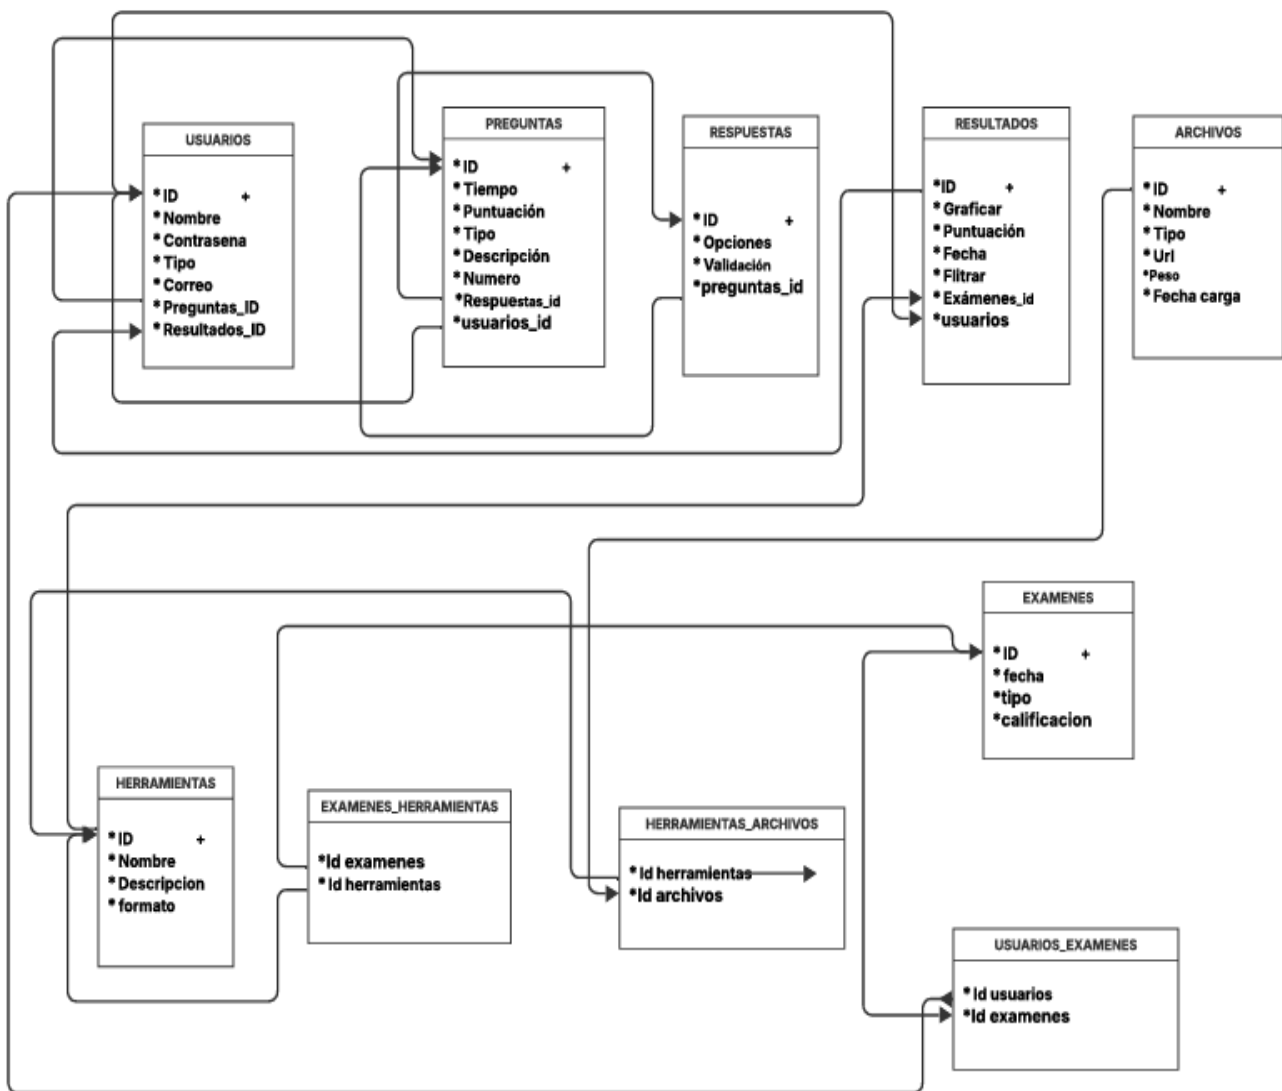 USUARIOS
* ID +
* Nombre
* Contrasena
* Tipo
* Correo
* Preguntas_ID
* Resultados_ID
PREGUNTAS
* ID +
* Tiempo
* Puntuación
* Tipo
* Descripción
* Numero
*Respuestas_id
*usuarios_id
RESPUESTAS
* ID +
* Opciones
* Validación
*preguntas_id
RESULTADOS
*ID +
* Graficar
* Puntuación
* Fecha
* Flitrar
* Exámenes_id
*usuarios
ARCHIVOS
* ID +
* Nombre
* Tipo
* Url
*Peso
* Fecha carga
EXAMENES
* ID +
* fecha
*tipo
*calificacion
HERRAMIENTAS
* ID +
* Nombre
* Descripcion
* formato
EXAMENES_HERRAMIENTAS
*Id examenes
* Id herramientas
HERRAMIENTAS_ARCHIVOS
* Id herramientas
*Id archivos
USUARIOS_EXAMENES
* Id usuarios
*Id examenes